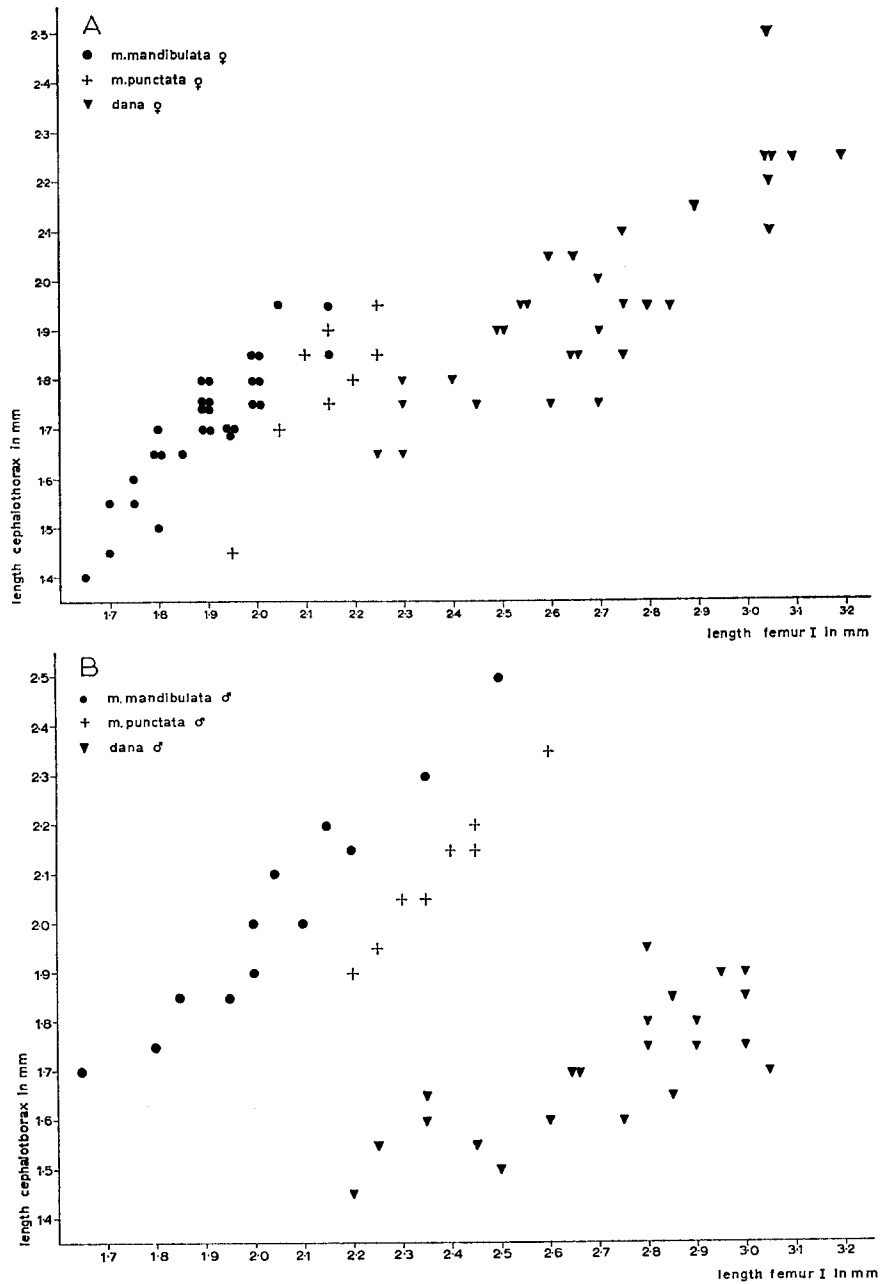 A
m.mandibulata ♀
m.punctata ♀
dana ♀
2·5
2·4
2·3
2·2
2·1
2·0
1·9
1·8
1·7
1·6
1·5
1·4
length cephalothorax in mm
1·7 1·8 1·9 2·0 2·1 2·2 2·3 2·4 2·5 2·6 2·7 2·8 2·9 3·0 3·1 3·2
length femur I in mm
B
m. mandibulata ♂
m. punctata ♂
dana ♂
2·5
2·4
2·3
2·2
2·1
2·0
1·9
1·8
1·7
1·6
1·5
1·4
length cephalotborax in mm
1·7 1·8 1·9 2·0 2·1 2·2 2·3 2·4 2·5 2·6 2·7 2·8 2·9 3·0 3·1 3·2
length femur I in mm